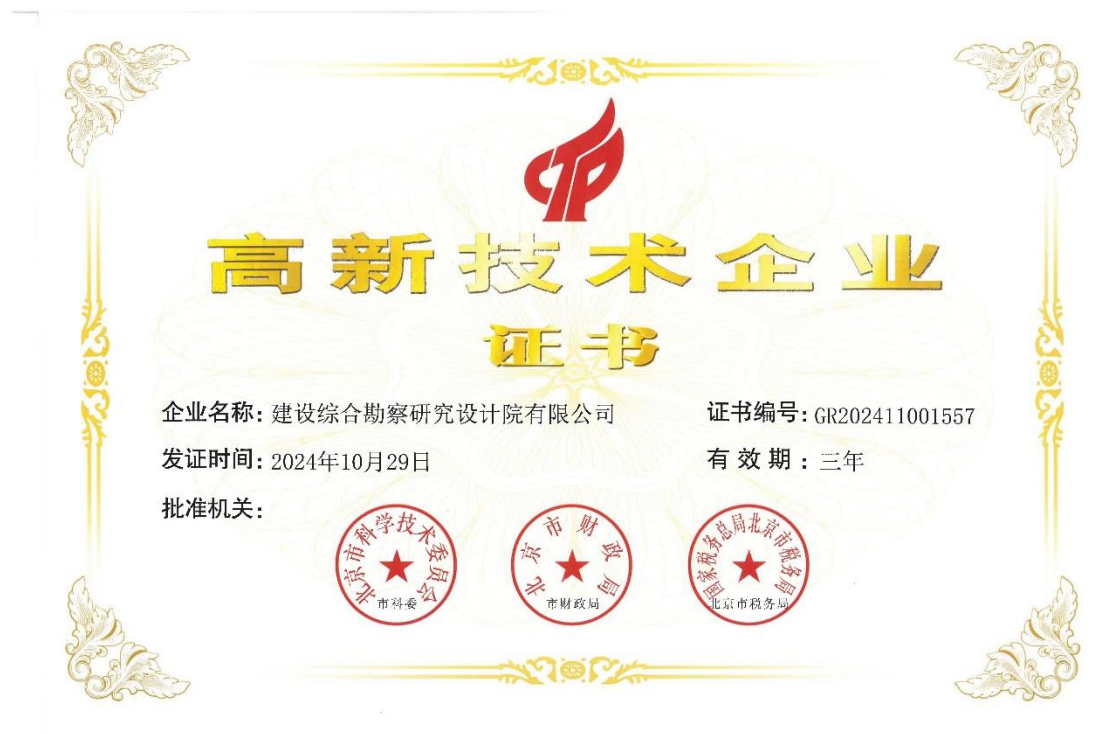 高新技术企业
证书
企业名称：建设综合勘察研究设计院有限公司
证书编号：GR202411001557
发证时间：2024年10月29日
有效期：三年
批准机关：
北京市科学技术委员会
市科委
北京市财政局
市财政局
国家税务总局北京市税务局
北京市税务局